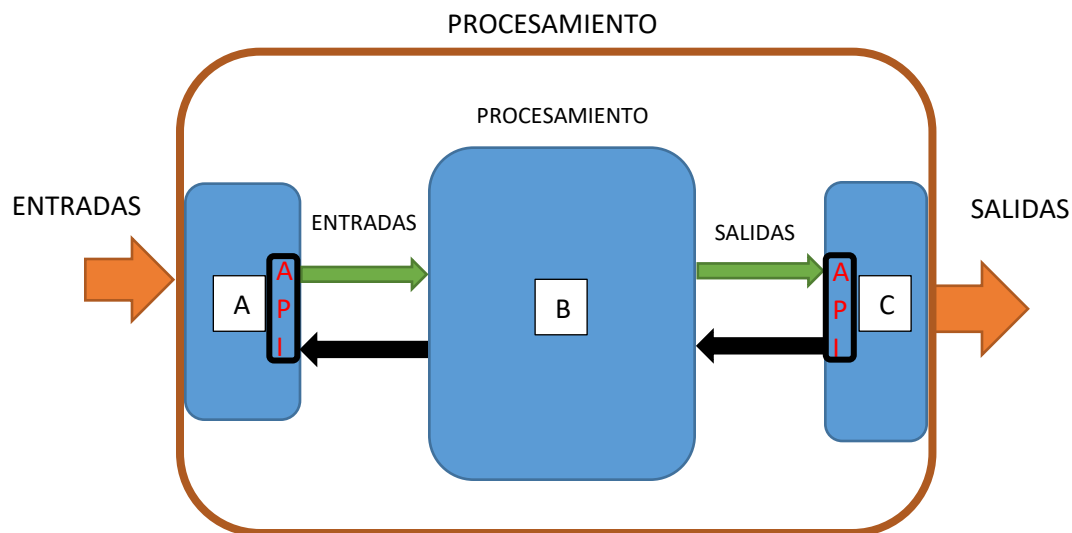 PROCESAMIENTO
PROCESAMIENTO
ENTRADAS
SALIDAS
ENTRADAS
SALIDAS
A
A
P
I
B
A
P
I
C